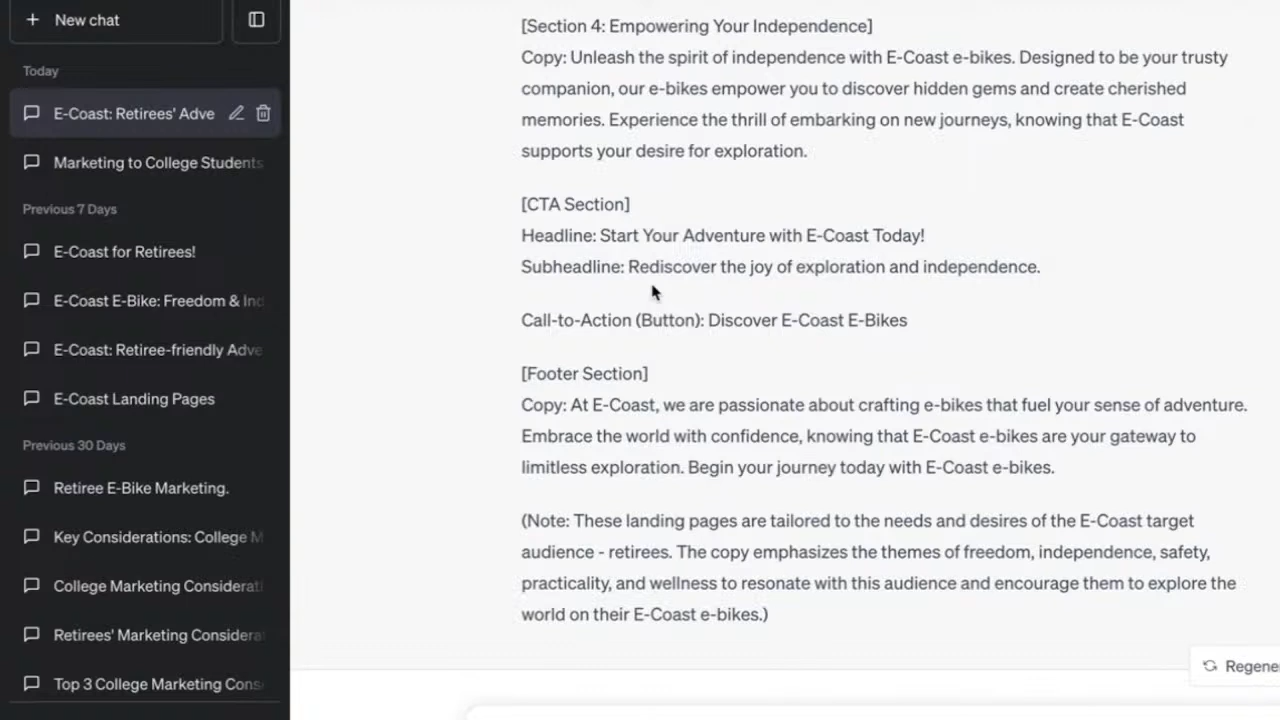 New chat
Today
E-Coast: Retirees' Adve
Marketing to College Students
Previous 7 Days
E-Coast for Retirees!
E-Coast E-Bike: Freedom & Ind
E-Coast: Retiree-friendly Adve
E-Coast Landing Pages
Previous 30 Days
Retiree E-Bike Marketing.
Key Considerations: College M
College Marketing Considerati
Retirees' Marketing Considera
Top 3 College Marketing Cons
[Section 4: Empowering Your Independence]
Copy: Unleash the spirit of independence with E-Coast e-bikes. Designed to be your trusty
companion, our e-bikes empower you to discover hidden gems and create cherished
memories. Experience the thrill of embarking on new journeys, knowing that E-Coast
supports your desire for exploration.
[CTA Section]
Headline: Start Your Adventure with E-Coast Today!
Subheadline: Rediscover the joy of exploration and independence.
Call-to-Action (Button): Discover E-Coast E-Bikes
[Footer Section]
Copy: At E-Coast, we are passionate about crafting e-bikes that fuel your sense of adventure.
Embrace the world with confidence, knowing that E-Coast e-bikes are your gateway to
limitless exploration. Begin your journey today with E-Coast e-bikes.
(Note: These landing pages are tailored to the needs and desires of the E-Coast target
audience - retirees. The copy emphasizes the themes of freedom, independence, safety,
practicality, and wellness to resonate with this audience and encourage them to explore the
world on their E-Coast e-bikes.)
Regene